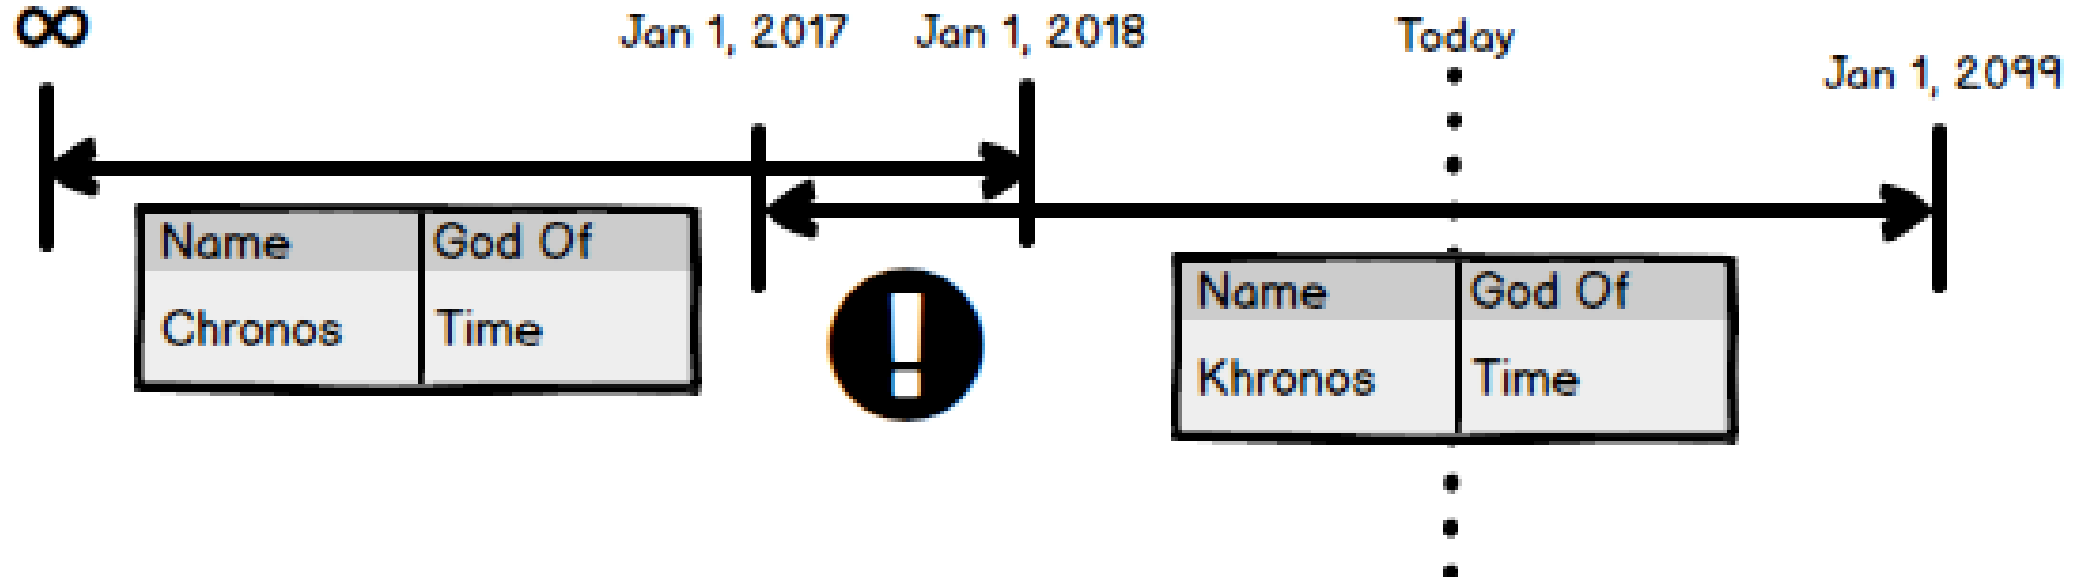 ∞
Jan 1, 2017
Jan 1, 2018
Today
Jan 1, 2099
Name God Of
Chronos Time
!
Name God Of
Khronos Time